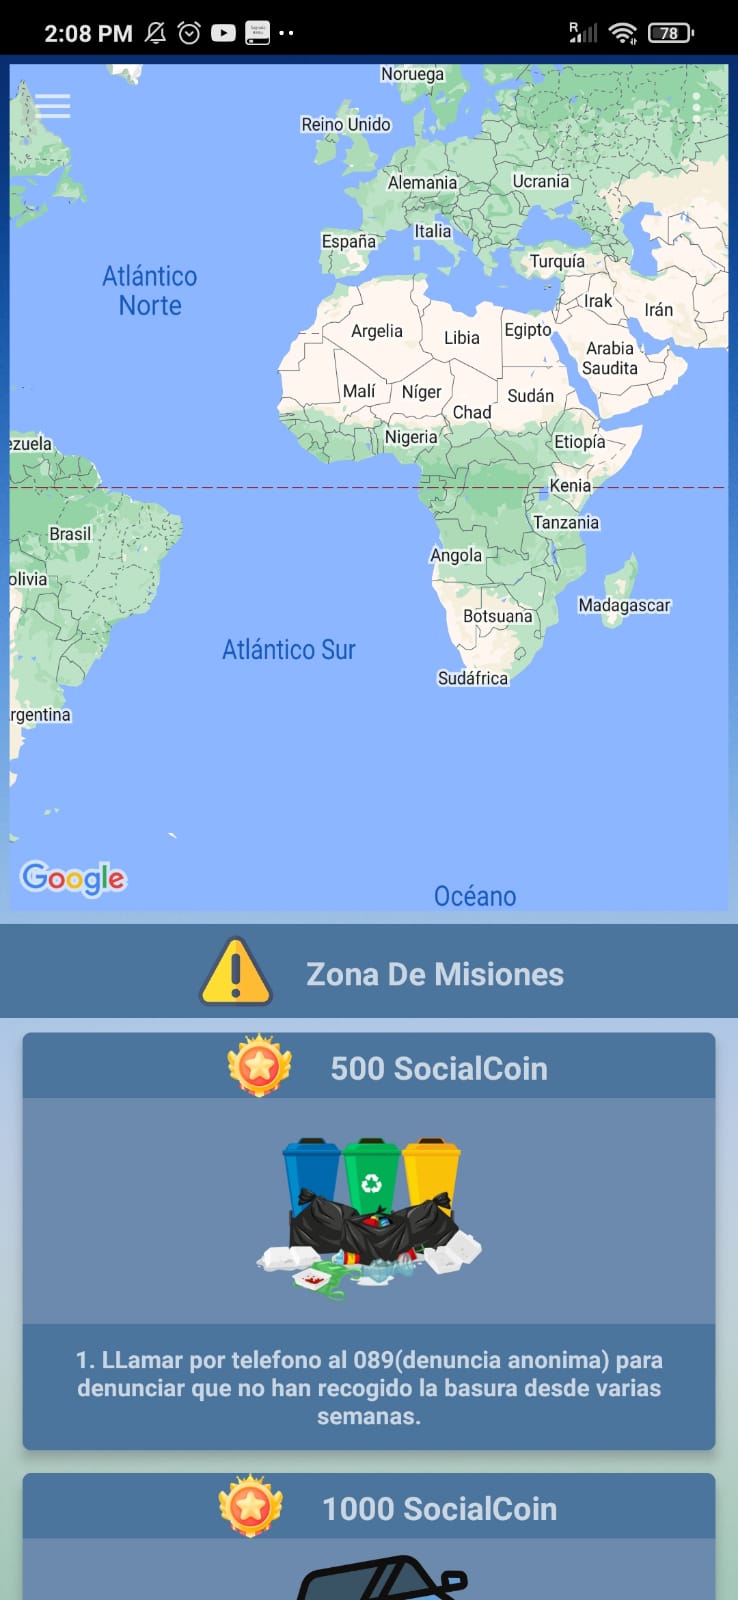 2:08 PM
R
78
Noruega
Reino Unido
Alemania
Ucrania
España
Italia
Turquía
Atlántico
Norte
Irak
Irán
Argelia
Libia
Egipto
Arabia
Saudita
Malí
Níger
Chad
Sudán
ezuela
Nigeria
Etiopía
Kenia
Brasil
Tanzania
Angola
olivia
Madagascar
Botsuana
Atlántico Sur
Sudáfrica
rgentina
Google
Océano
Zona De Misiones
500 SocialCoin
1. LLamar por telefono al 089(denuncia anonima) para
denunciar que no han recogido la basura desde varias
semanas.
1000 SocialCoin